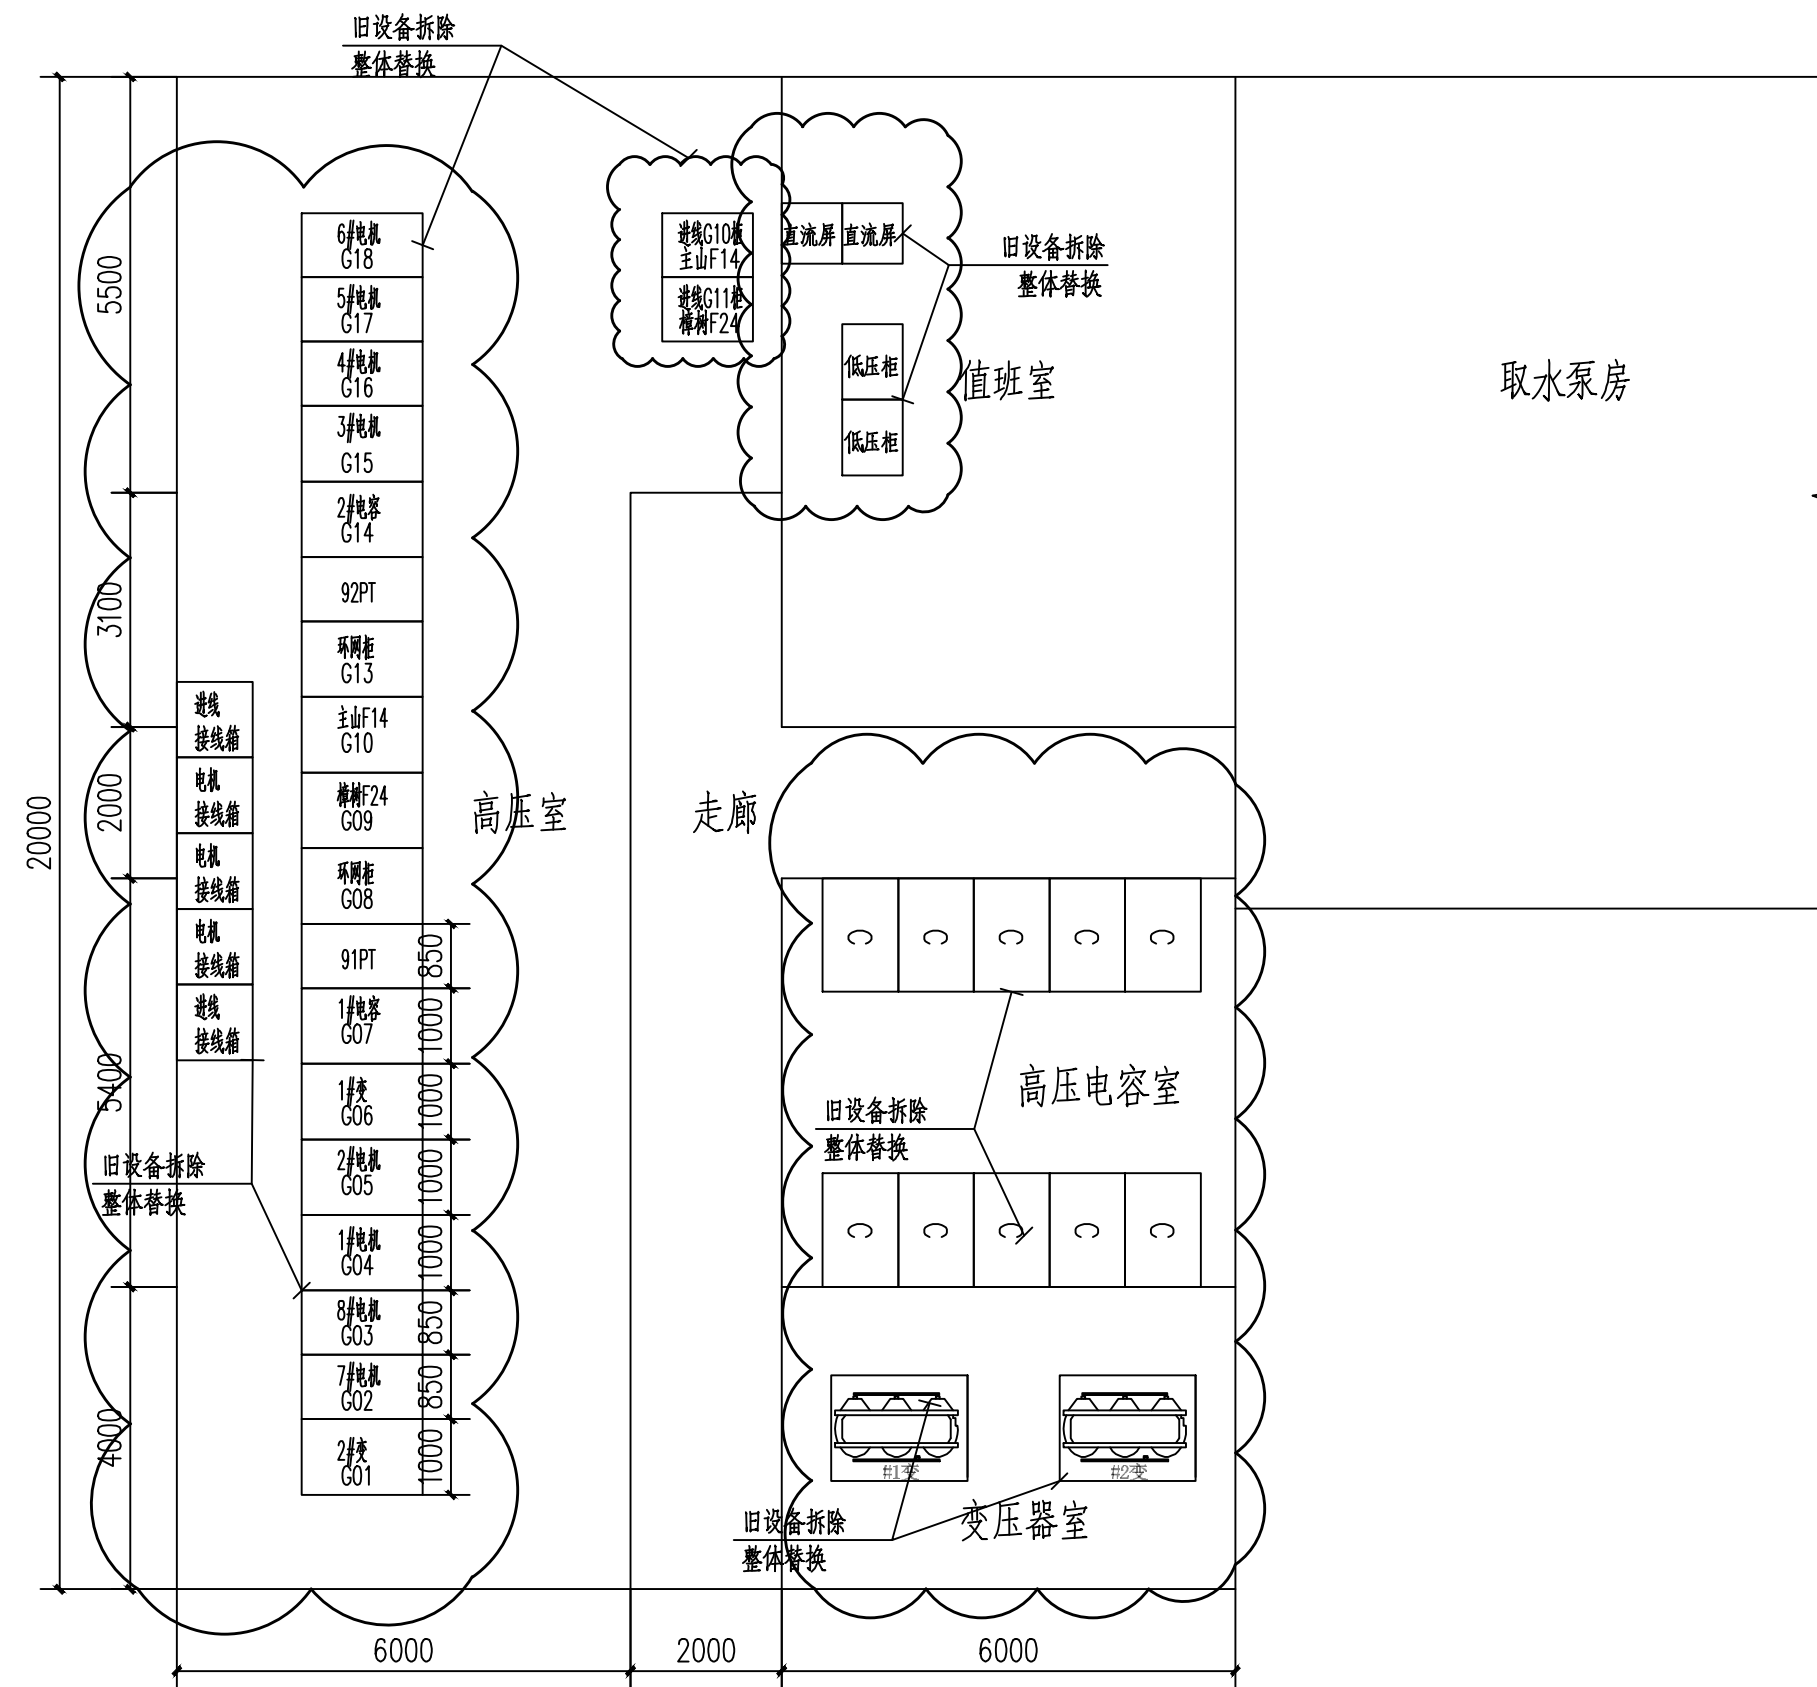 旧设备拆除
整体替换
6#电机
G18
5#电机
G17
4#电机
G16
3#电机
G15
2#电容
G14
92PT
环网柜
G13
主山F14
G10
樟树F24
G09
环网柜
G08
91PT
1#电容
G07
1#变
G06
2#电机
G05
1#电机
G04
8#电机
G03
7#电机
G02
2#变
G01
进线G10柜
主山F14
进线G11柜
樟树F24
直流屏
直流屏
低压柜
低压柜
旧设备拆除
整体替换
值班室
取水泵房
进线
接线箱
电机
接线箱
电机
接线箱
电机
接线箱
进线
接线箱
高压室
走廊
旧设备拆除
整体替换
C
C
C
C
C
高压电容室
旧设备拆除
整体替换
C
C
C
C
C
#1变
#2变
变压器室
旧设备拆除
整体替换
20000
5500
3100
2000
5400
4000
850
1000
1000
1000
1000
850
850
1000
6000
2000
6000